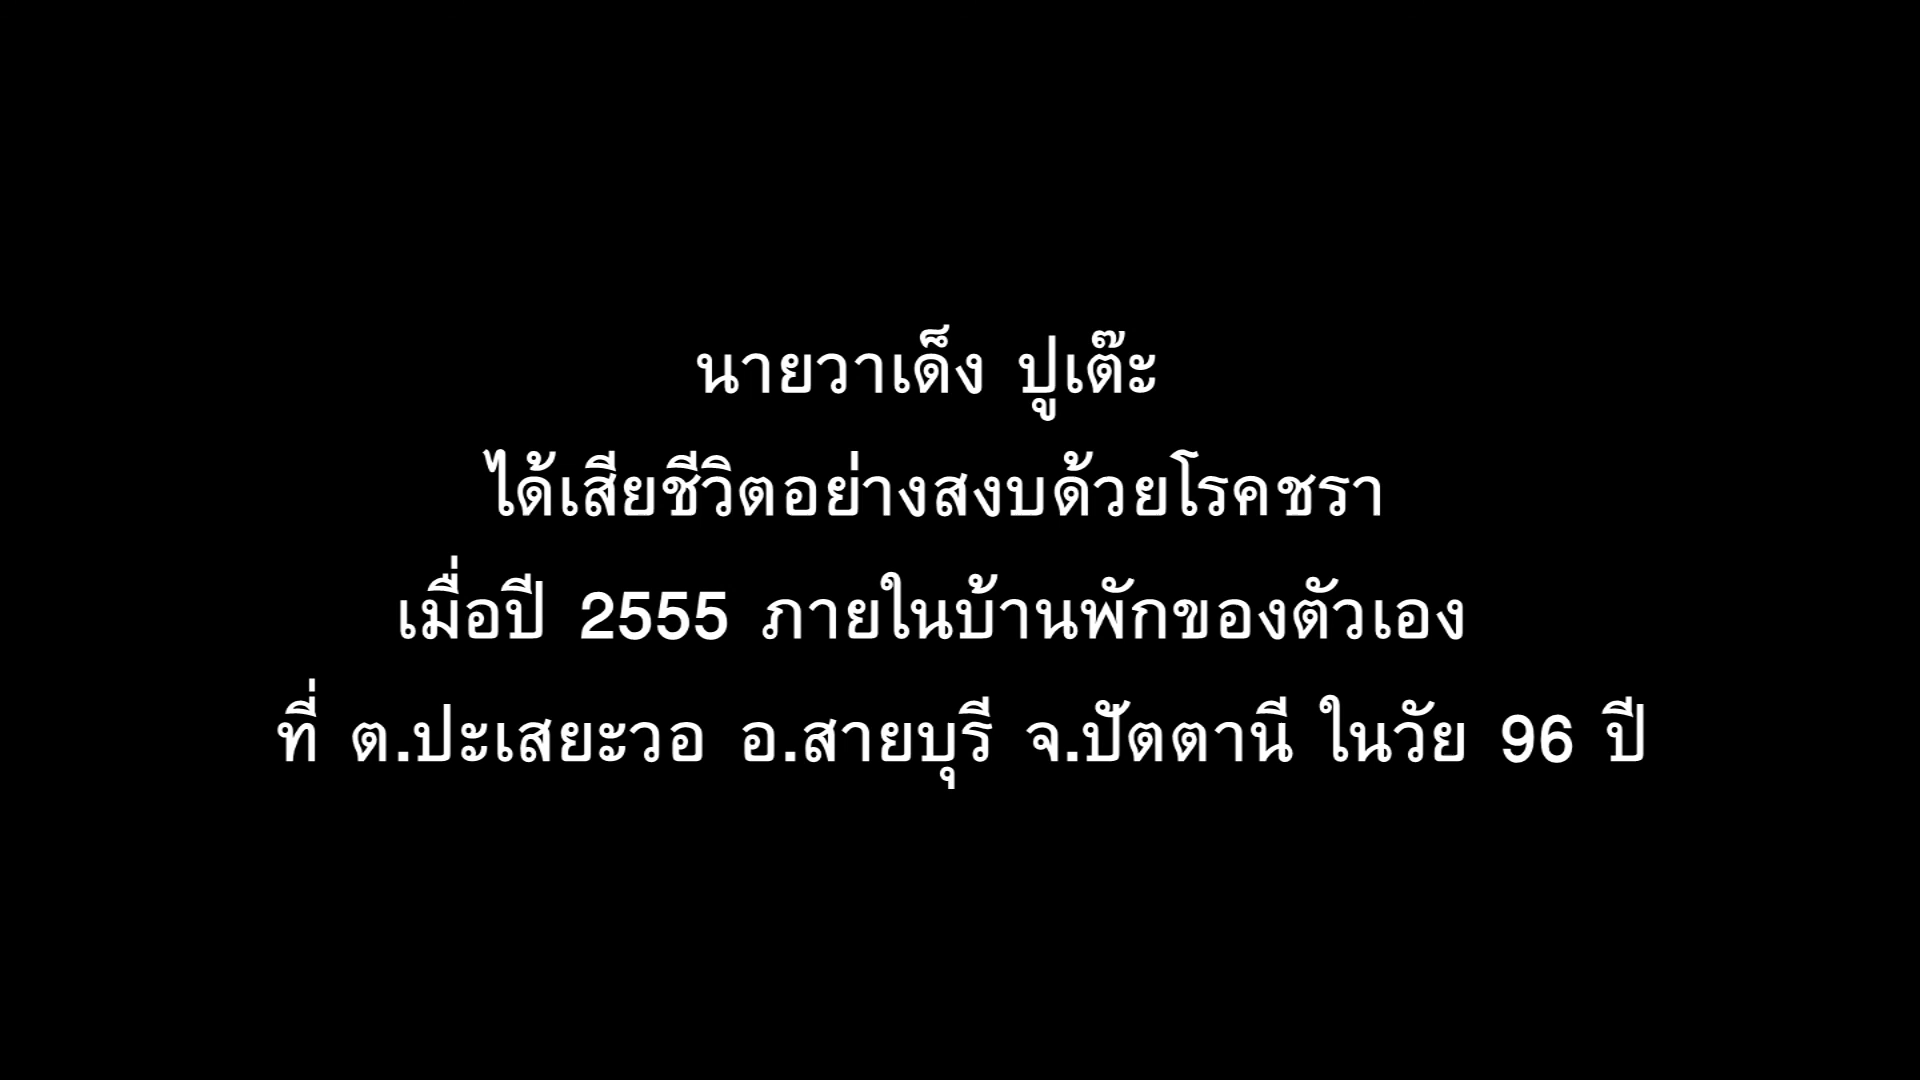 นายวาเด็ง ปูเต๊ะ
ได้เสียชีวิตอย่างสงบด้วยโรคชรา
เมื่อปี 2555 ภายในบ้านพักของตัวเอง
ที่ ต.ปะเสยะวอ อ.สายบุรี จ.ปัตตานี ในวัย 96 ปี